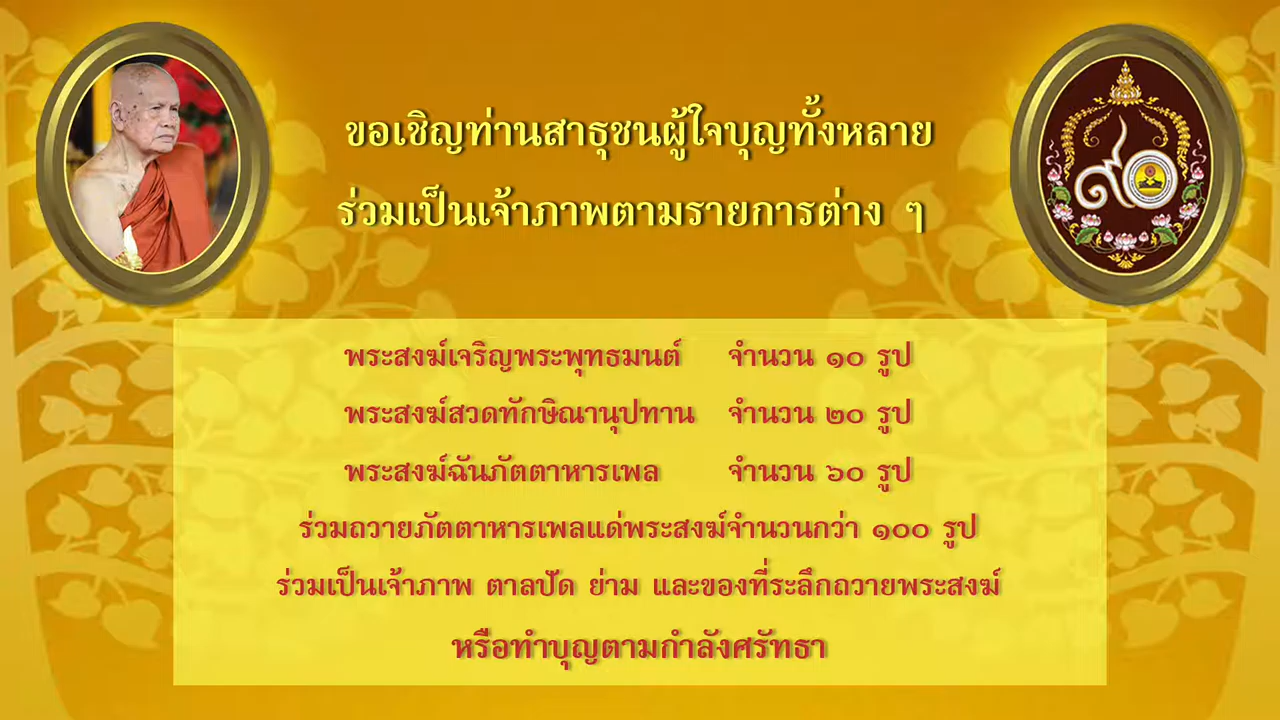 ขอเชิญท่านสาธุชนผู้ใจบุญทั้งหลาย
ร่วมเป็นเจ้าภาพตามรายการต่าง ๆ
๙๐
พระสงฆ์เจริญพระพุทธมนต์ จำนวน ๑๐ รูป
พระสงฆ์สวดทักษิณานุปทาน จำนวน ๒๐ รูป
พระสงฆ์ฉันภัตตาหารเพล จำนวน ๖๐ รูป
ร่วมถวายภัตตาหารเพลแด่พระสงฆ์จำนวนกว่า ๑๐๐ รูป
ร่วมเป็นเจ้าภาพ ตาลปัด ย่าม และของที่ระลึกถวายพระสงฆ์
หรือทำบุญตามกำลังศรัทธา